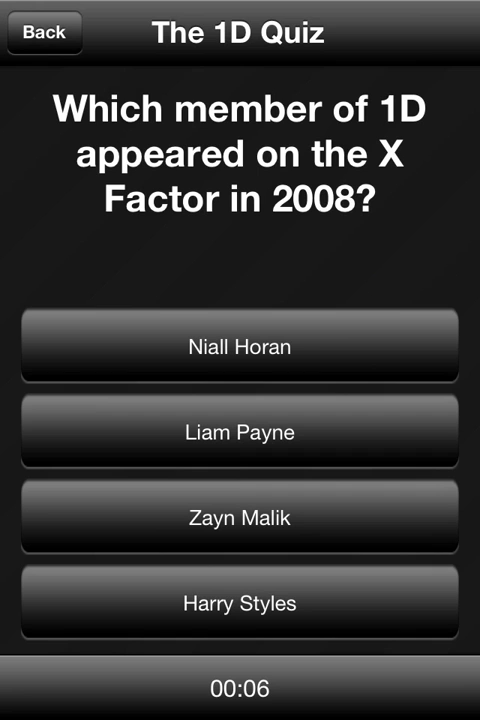 Back
The 1D Quiz
Which member of 1D
appeared on the X
Factor in 2008?
Niall Horan
Liam Payne
Zayn Malik
Harry Styles
00:06